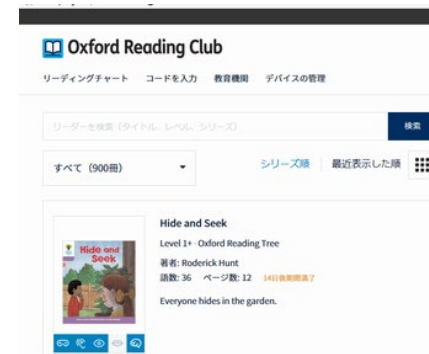 Oxford Reading Club
リーディングチャート コードを入力 教育機関 デバイスの管理
リーダーを検索 (タイトル、レベル、シリーズ)
検索
すべて (900冊)
シリーズ順 最近表示した順
Hide and Seek
Level 1+ · Oxford Reading Tree
著者: Roderick Hunt
語数: 36 ページ数: 12 14日後期間満了
Everyone hides in the garden.
Hide and
Seek